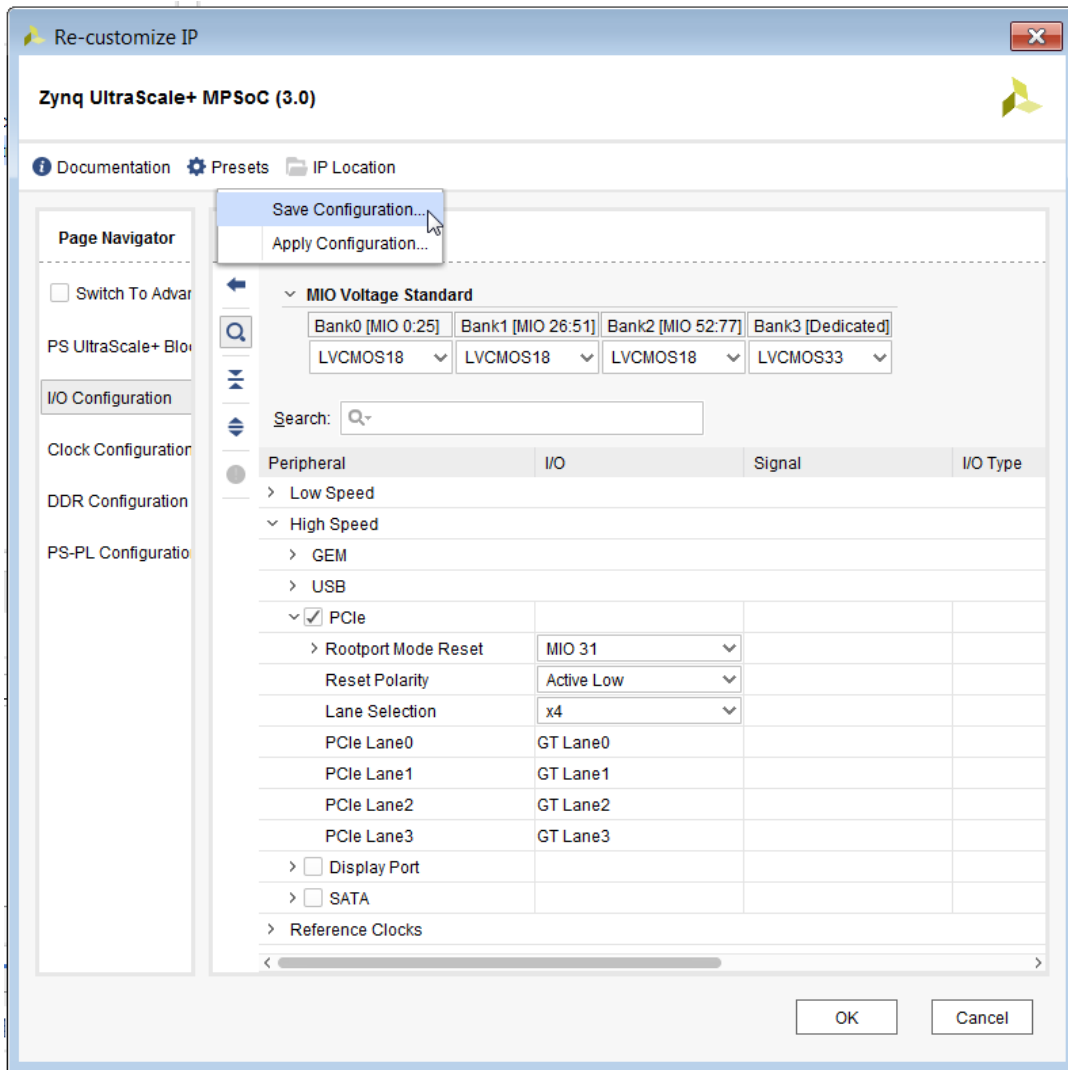 Re-customize IP
Zynq UltraScale+ MPSoC (3.0)
Documentation Presets IP Location
Save Configuration...
Apply Configuration...
Page Navigator
Switch To Advar
PS UltraScale+ Blo
I/O Configuration
Clock Configuration
DDR Configuration
PS-PL Configuratio
MIO Voltage Standard
Bank0 [MIO 0:25] Bank1 [MIO 26:51] Bank2 [MIO 52:77] Bank3 [Dedicated]
LVCMOS18 LVCMOS18 LVCMOS18 LVCMOS33
Search:
Peripheral I/O Signal I/O Type
Low Speed
High Speed
GEM
USB
PCIe
Rootport Mode Reset MIO 31
Reset Polarity Active Low
Lane Selection x4
PCIe Lane0 GT Lane0
PCIe Lane1 GT Lane1
PCIe Lane2 GT Lane2
PCIe Lane3 GT Lane3
Display Port
SATA
Reference Clocks
OK Cancel